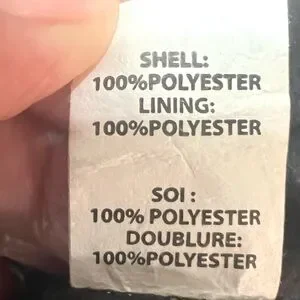 SHELL:
100%POLYESTER
LINING:
100%POLYESTER
SOI :
100% POLYESTER
DOUBLURE:
100%POLYESTER